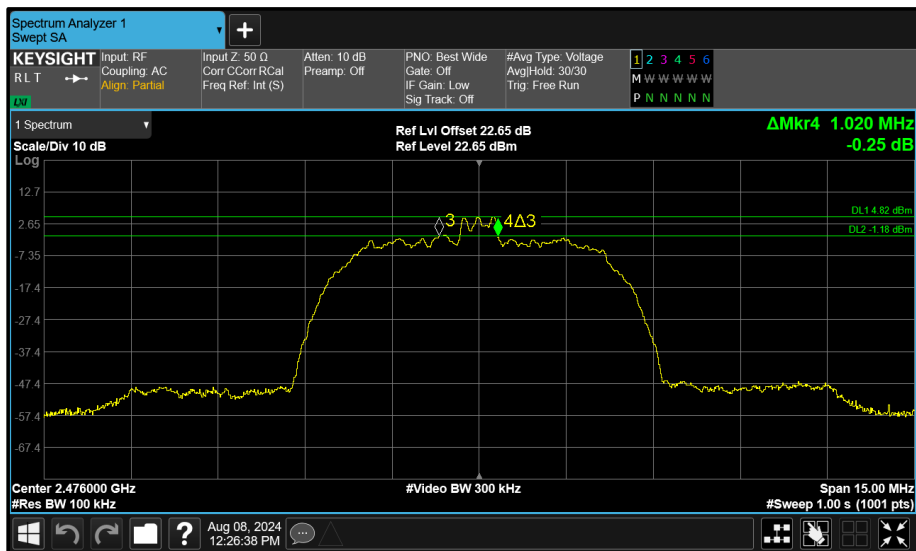 Spectrum Analyzer 1
Swept SA
+
KEYSIGHT
R L T
LXI
Input: RF
Coupling: AC
Align: Partial
Input Z: 50 Ω
Corr CCorr RCal
Freq Ref: Int (S)
Atten: 10 dB
Preamp: Off
PNO: Best Wide
Gate: Off
IF Gain: Low
Sig Track: Off
#Avg Type: Voltage
Avg|Hold: 30/30
Trig: Free Run
1 2 3 4 5 6
M W W W W W
P N N N N N
1 Spectrum
Scale/Div 10 dB
Ref Lvl Offset 22.65 dB
Ref Level 22.65 dBm
ΔMkr4 1.020 MHz
-0.25 dB
Log
12.7
2.65
-7.35
-17.4
-27.4
-37.4
-47.4
-57.4
-67.4
3
4Δ3
DL1 4.82 dBm
DL2 -1.18 dBm
Center 2.476000 GHz
#Res BW 100 kHz
#Video BW 300 kHz
Span 15.00 MHz
#Sweep 1.00 s (1001 pts)
?
Aug 08, 2024
12:26:38 PM